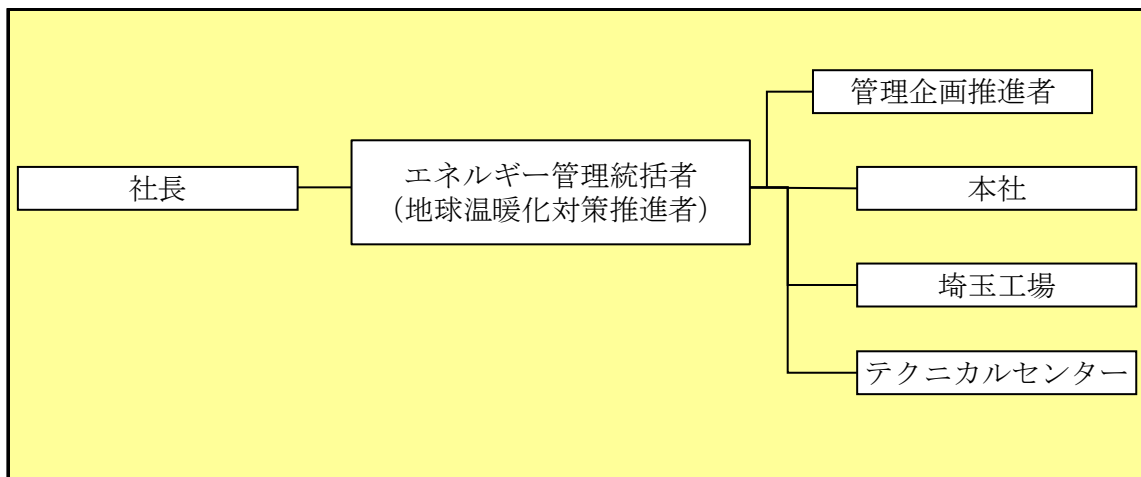 管理企画推進者
社長
エネルギー管理統括者
（地球温暖化対策推進者）
本社
埼玉工場
テクニカルセンター